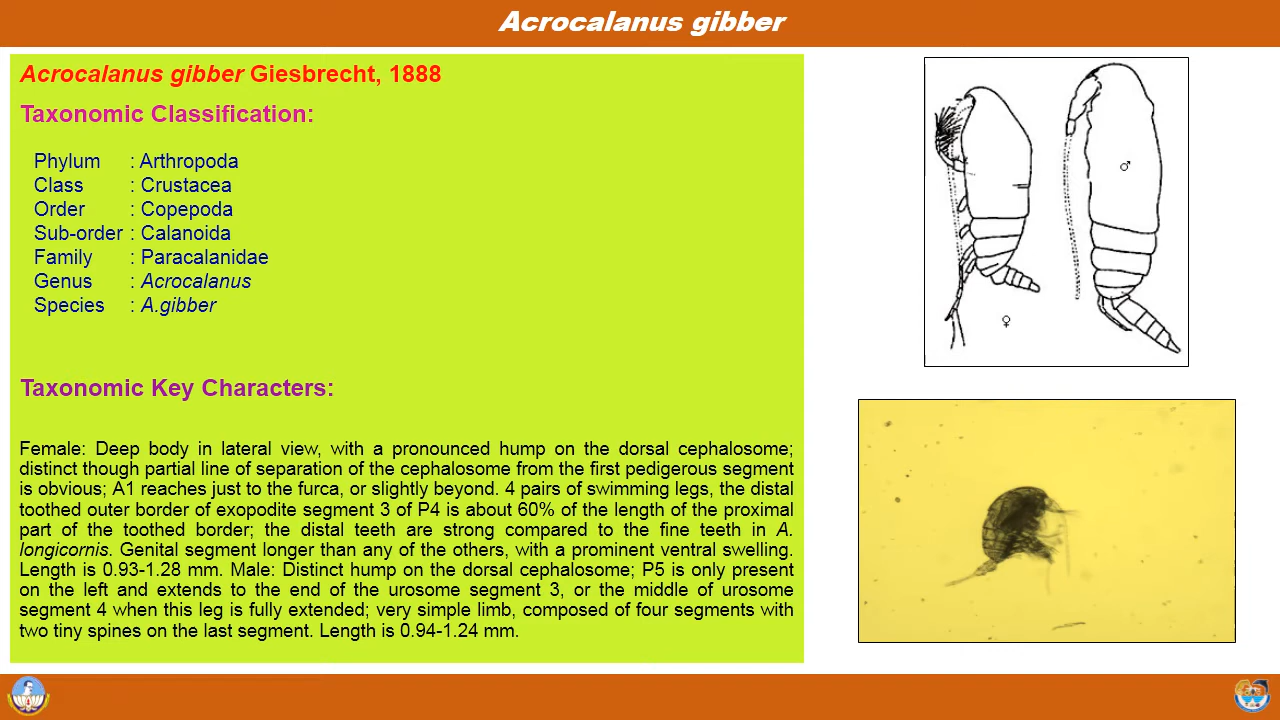 Acrocalanus gibber
Acrocalanus gibber Giesbrecht, 1888
Taxonomic Classification:
Phylum : Arthropoda
Class : Crustacea
Order : Copepoda
Sub-order : Calanoida
Family : Paracalanidae
Genus : Acrocalanus
Species : A.gibber
Taxonomic Key Characters:
Female: Deep body in lateral view, with a pronounced hump on the dorsal cephalosome;
distinct though partial line of separation of the cephalosome from the first pedigerous segment
is obvious; A1 reaches just to the furca, or slightly beyond. 4 pairs of swimming legs, the distal
toothed outer border of exopodite segment 3 of P4 is about 60% of the length of the proximal
part of the toothed border; the distal teeth are strong compared to the fine teeth in A.
longicornis. Genital segment longer than any of the others, with a prominent ventral swelling.
Length is 0.93-1.28 mm. Male: Distinct hump on the dorsal cephalosome; P5 is only present
on the left and extends to the end of the urosome segment 3, or the middle of urosome
segment 4 when this leg is fully extended; very simple limb, composed of four segments with
two tiny spines on the last segment. Length is 0.94-1.24 mm.
♂
♀